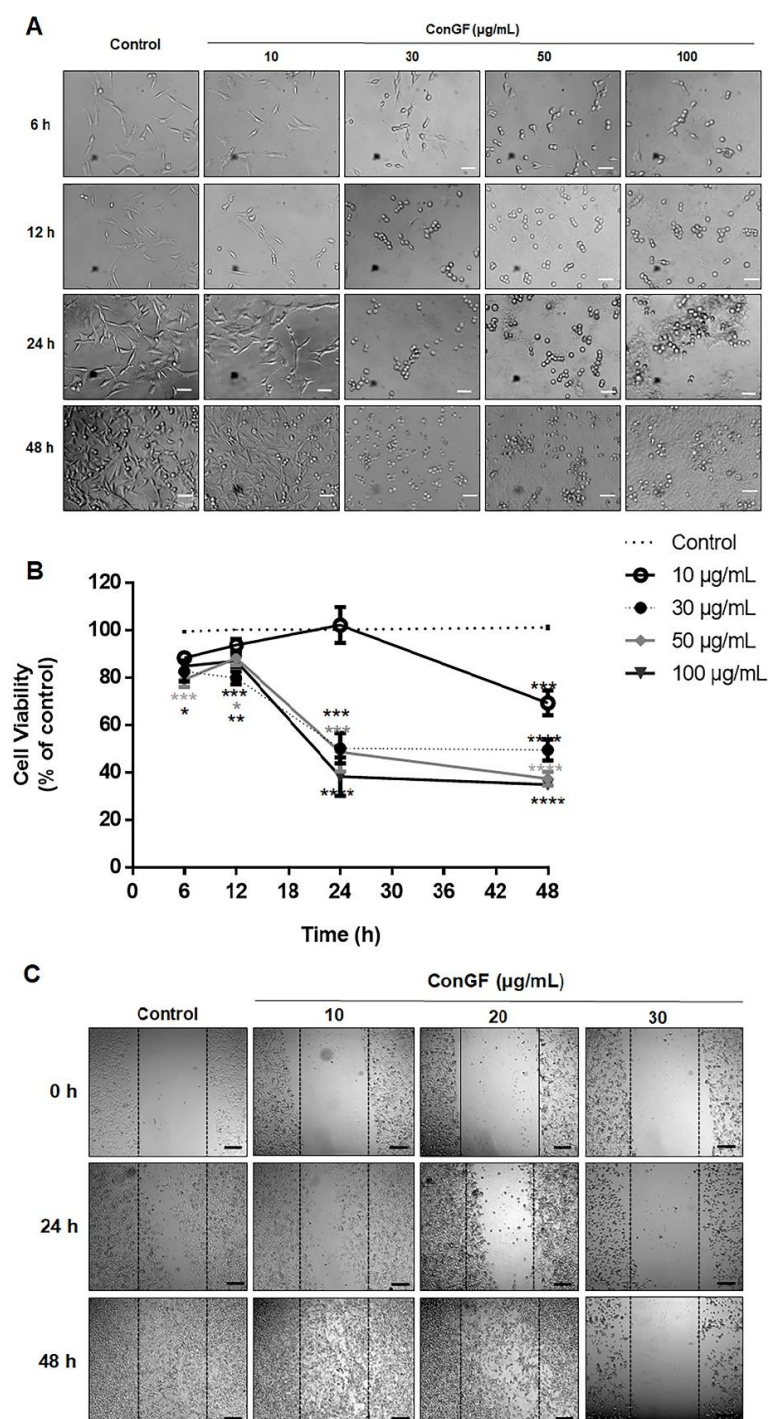 A
Control
ConGF (µg/mL)
10 30 50 100
6 h
12 h
24 h
48 h
B
Control
10 µg/mL
30 µg/mL
50 µg/mL
100 µg/mL
Cell Viability
(% of control)
120
100
80
60
40
20
0
***
*
***
*
**
***
***
****
***
****
****
****
0 6 12 18 24 30 36 42 48
Time (h)
C
ConGF (µg/mL)
Control 10 20 30
0 h
24 h
48 h